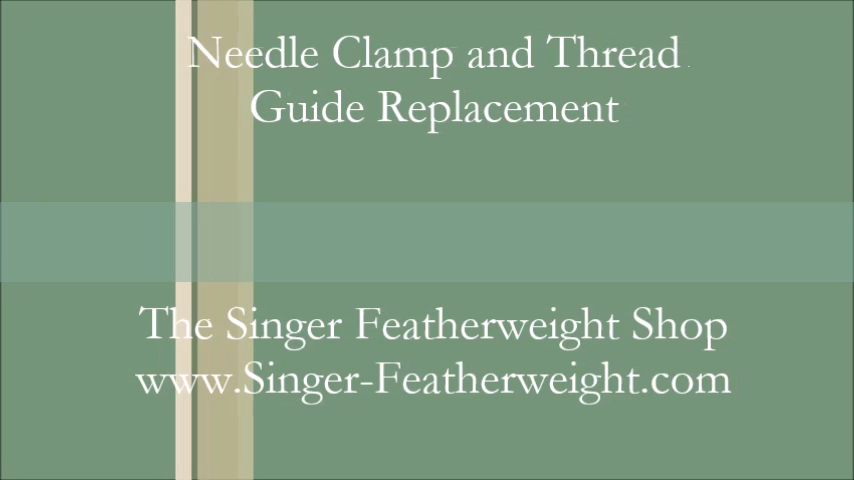 Needle Clamp and Thread
Guide Replacement
The Singer Featherweight Shop
www.Singer-Featherweight.com